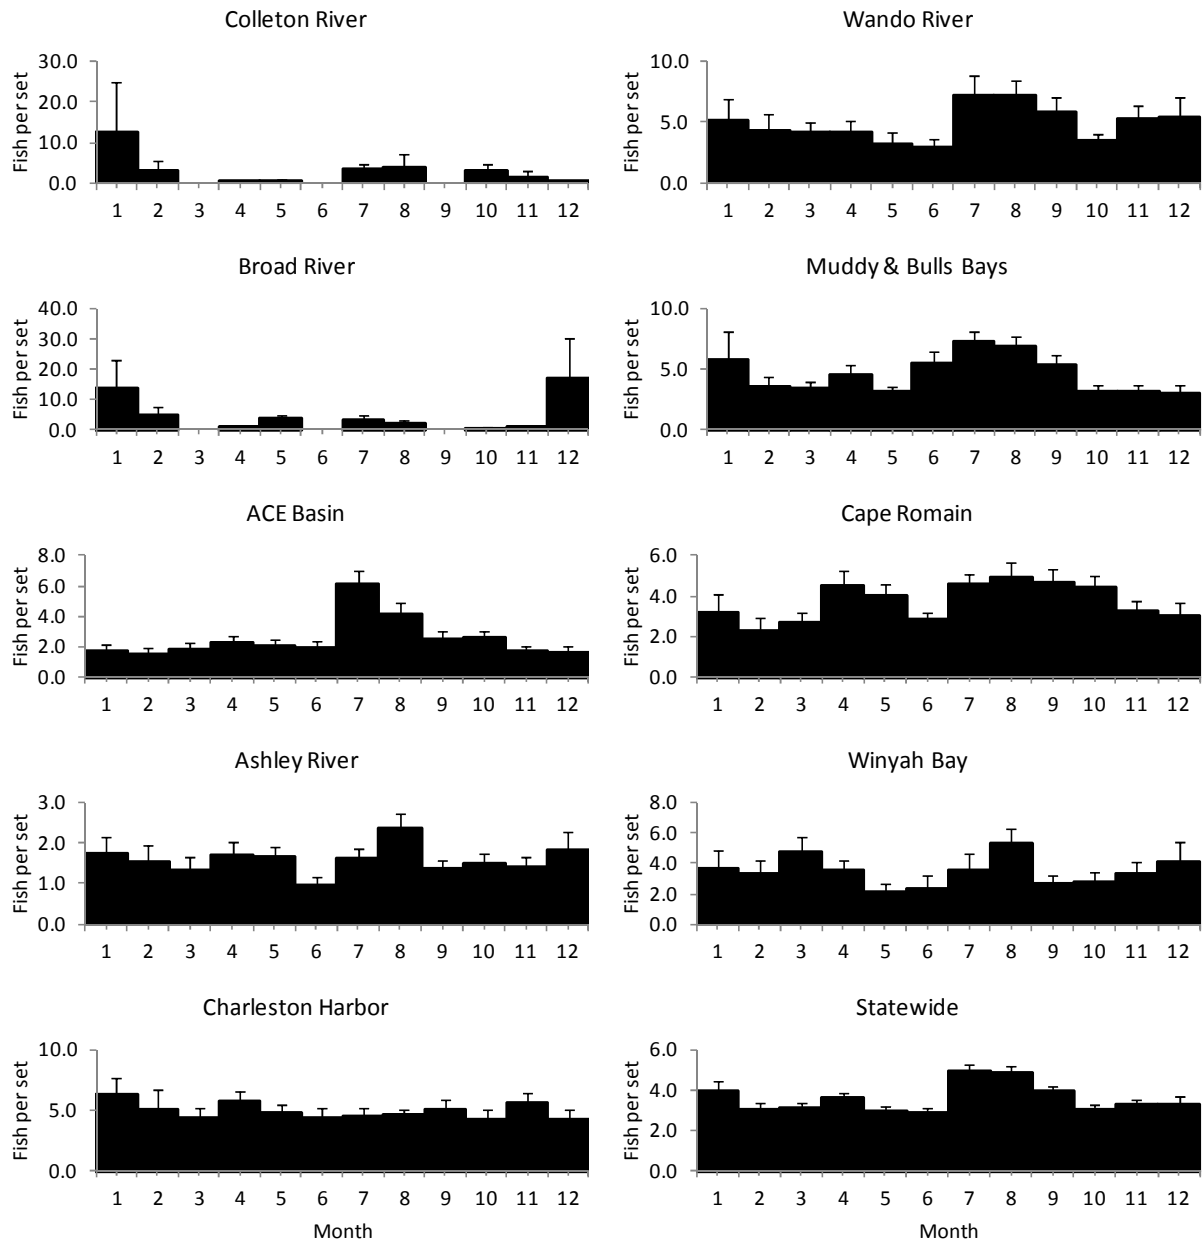 Colleton River
Fish per set
30.0
20.0
10.0
0.0
1 2 3 4 5 6 7 8 9 10 11 12
Wando River
Fish per set
10.0
5.0
0.0
1 2 3 4 5 6 7 8 9 10 11 12
Broad River
Fish per set
40.0
30.0
20.0
10.0
0.0
1 2 3 4 5 6 7 8 9 10 11 12
Muddy & Bulls Bays
Fish per set
10.0
5.0
0.0
1 2 3 4 5 6 7 8 9 10 11 12
ACE Basin
Fish per set
8.0
6.0
4.0
2.0
0.0
1 2 3 4 5 6 7 8 9 10 11 12
Cape Romain
Fish per set
6.0
4.0
2.0
0.0
1 2 3 4 5 6 7 8 9 10 11 12
Ashley River
Fish per set
3.0
2.0
1.0
0.0
1 2 3 4 5 6 7 8 9 10 11 12
Winyah Bay
Fish per set
8.0
6.0
4.0
2.0
0.0
1 2 3 4 5 6 7 8 9 10 11 12
Charleston Harbor
Fish per set
10.0
5.0
0.0
1 2 3 4 5 6 7 8 9 10 11 12
Month
Statewide
Fish per set
6.0
4.0
2.0
0.0
1 2 3 4 5 6 7 8 9 10 11 12
Month